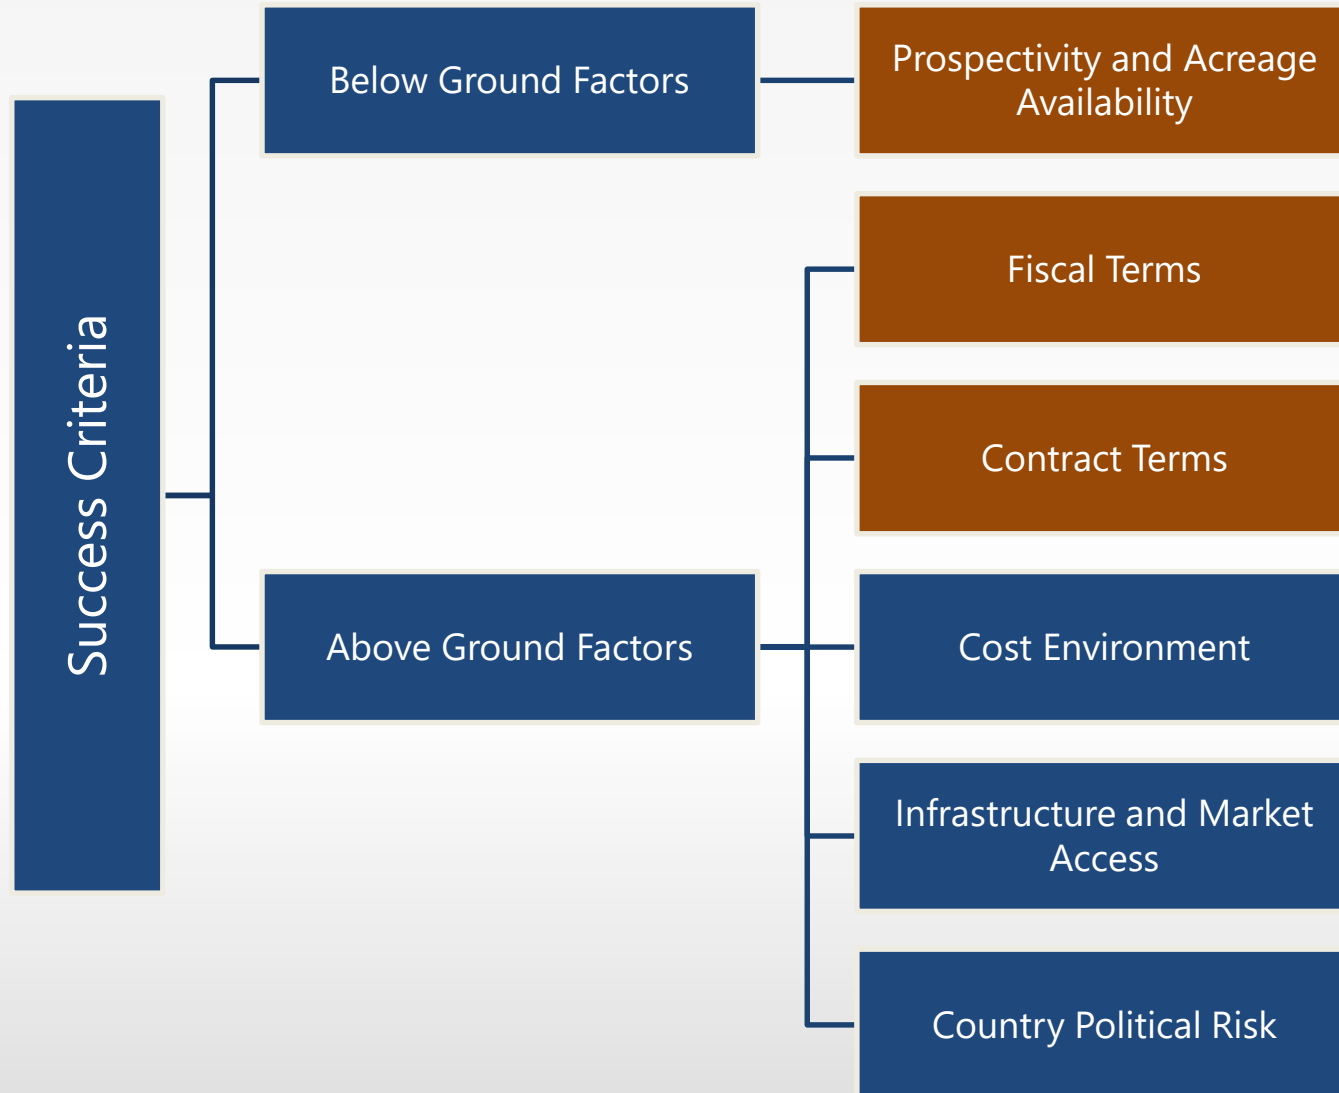 Success Criteria
Below Ground Factors
Prospectivity and Acreage
Availability
Above Ground Factors
Fiscal Terms
Contract Terms
Cost Environment
Infrastructure and Market
Access
Country Political Risk